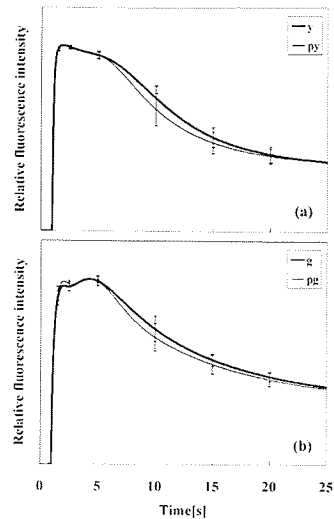 Relative fluorescence intensity
y
py
(a)
Relative fluorescence intensity
g
pg
(b)
0 5 10 15 20 25
Time[s]